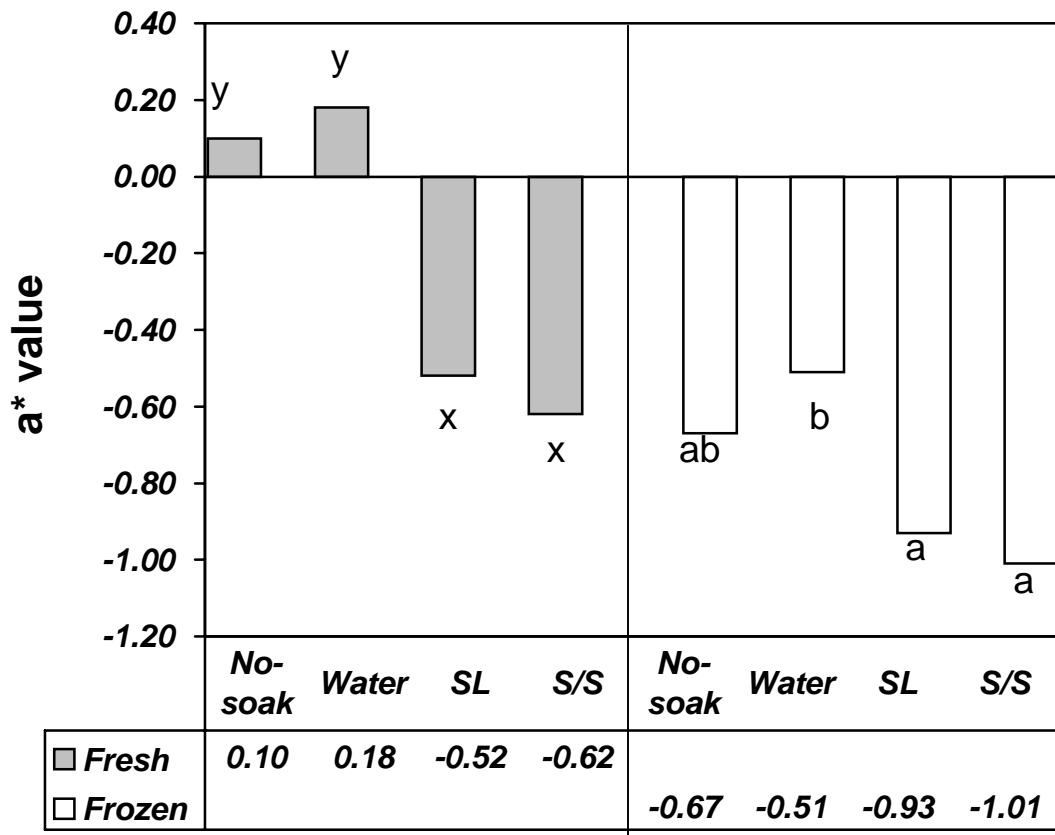 a* value
0.40
0.20
0.00
-0.20
-0.40
-0.60
-0.80
-1.00
-1.20
y
y
x
x
ab
b
a
a
No-soak Water SL S/S No-soak Water SL S/S
Fresh 0.10 0.18 -0.52 -0.62
Frozen -0.67 -0.51 -0.93 -1.01